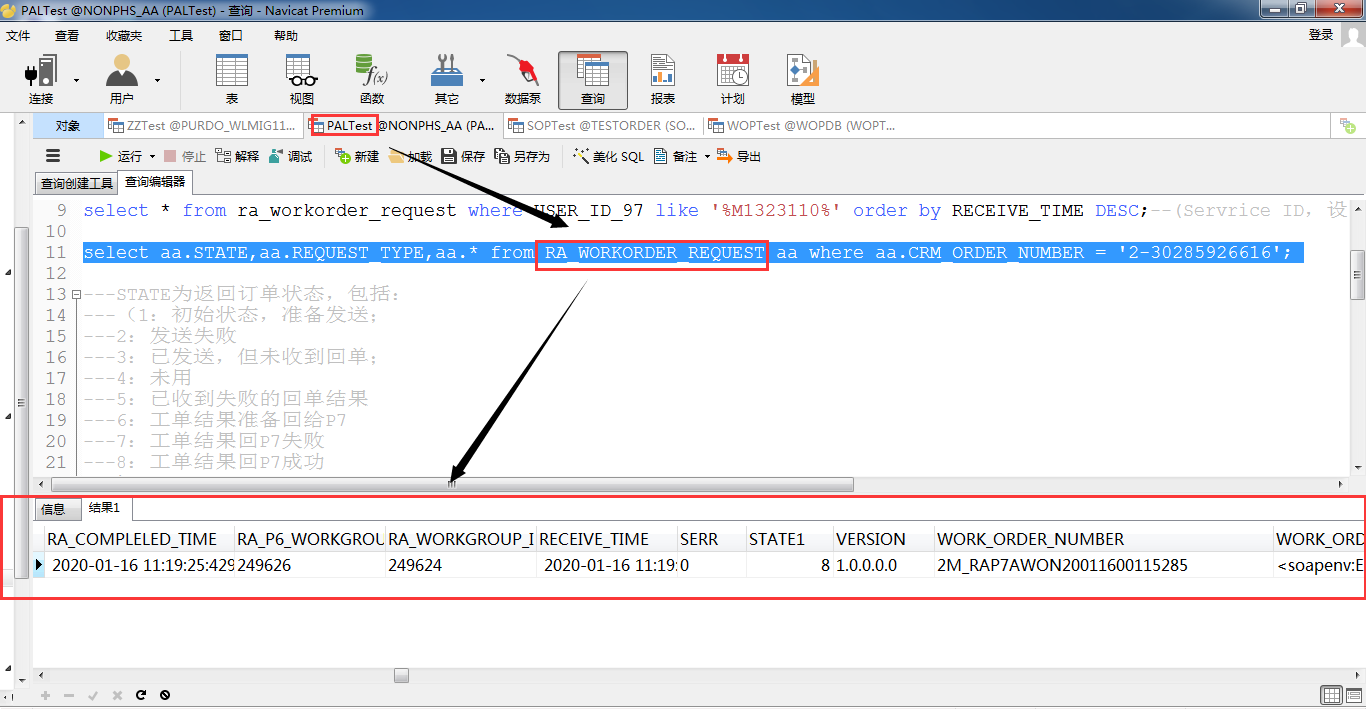 PALTest @NONPHS_AA (PALTest) - 查询 - Navicat Premium
文件 查看 收藏夹 工具 窗口 帮助 登录
连接 用户 表 视图 f(x) 函数 其它 数据泵 查询 报表 计划 模型
对象 ZZTest @PURDO_WLMIG11... PALTest @NONPHS_AA (PA... SOPTest @TESTORDER (SO... WOPTest @WOPDB (WOPT...
运行 停止 解释 调试 新建 加载 保存 另存为 美化 SQL 备注 导出
查询创建工具 查询编辑器
9 select * from ra_workorder_request where USER_ID_97 like '%M1323110%' order by RECEIVE_TIME DESC;--(Servrice ID, 设
10
11 select aa.STATE,aa.REQUEST_TYPE,aa.* from RA_WORKORDER_REQUEST aa where aa.CRM_ORDER_NUMBER = '2-30285926616';
12
13 ---STATE为返回订单状态，包括：
14 ---（1：初始状态，准备发送；
15 ---2：发送失败
16 ---3：已发送，但未收到回单；
17 ---4：未用
18 ---5：已收到失败的回单结果
19 ---6：工单结果准备回给P7
20 ---7：工单结果回P7失败
21 ---8：工单结果回P7成功
信息 结果1
RA_COMPLELED_TIME RA_P6_WORKGROU RA_WORKGROUP_I RECEIVE_TIME SERR STATE1 VERSION WORK_ORDER_NUMBER WORK_ORD
2020-01-16 11:19:25:429 249626 249624 2020-01-16 11:19: 0 8 1.0.0.0.0 2M_RAP7AWON20011600115285 <soapenv:E